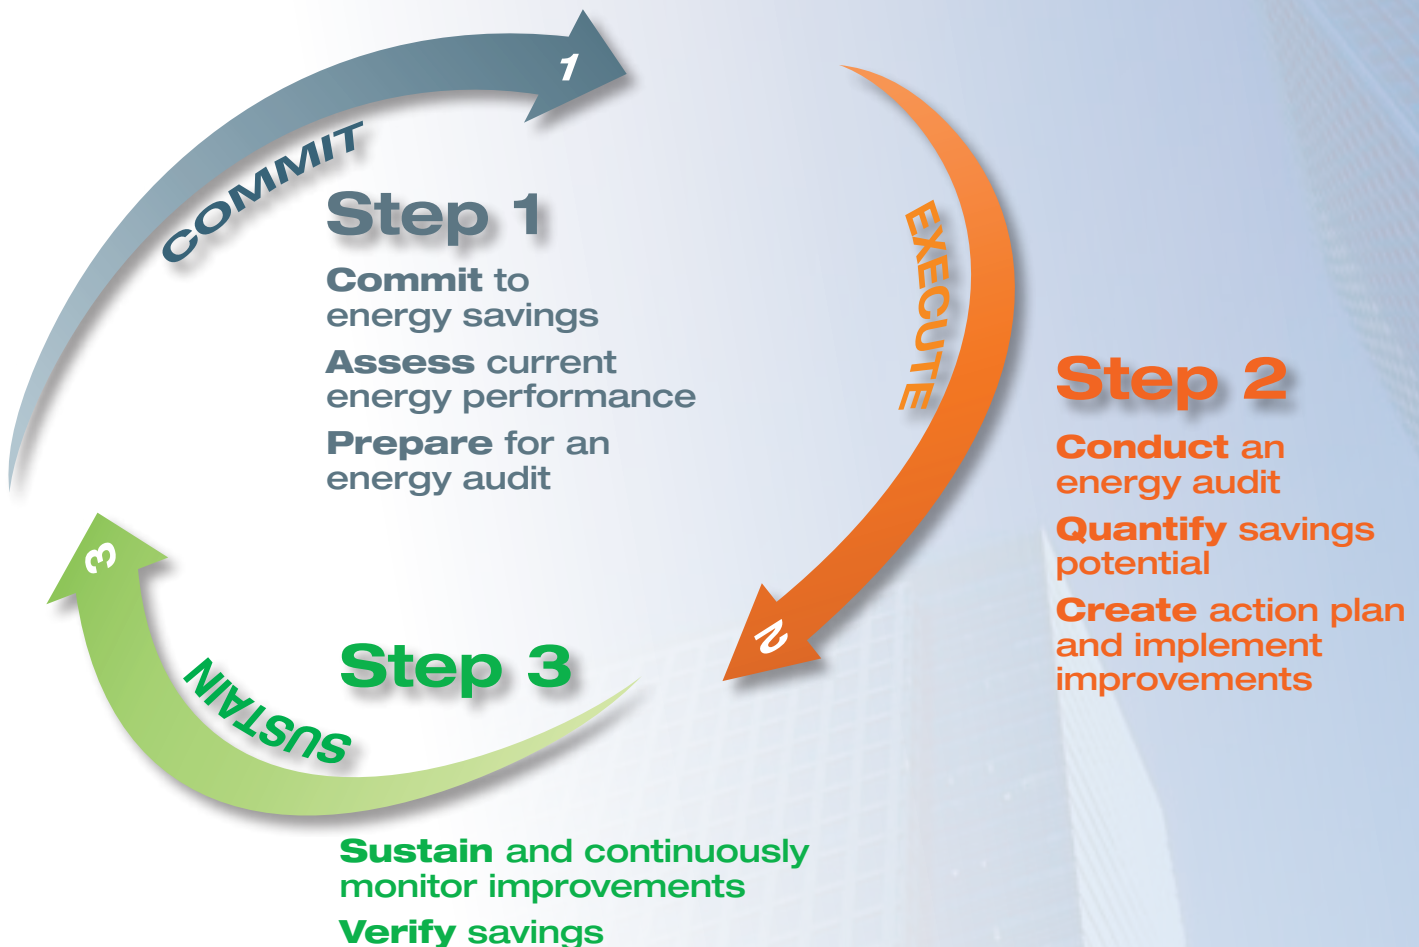 1
COMMIT
Step 1
Commit to
energy savings
Assess current
energy performance
Prepare for an
energy audit
EXECUTE
2
Step 2
Conduct an
energy audit
Quantify savings
potential
Create action plan
and implement
improvements
3
SUSTAIN
Step 3
Sustain and continuously
monitor improvements
Verify savings